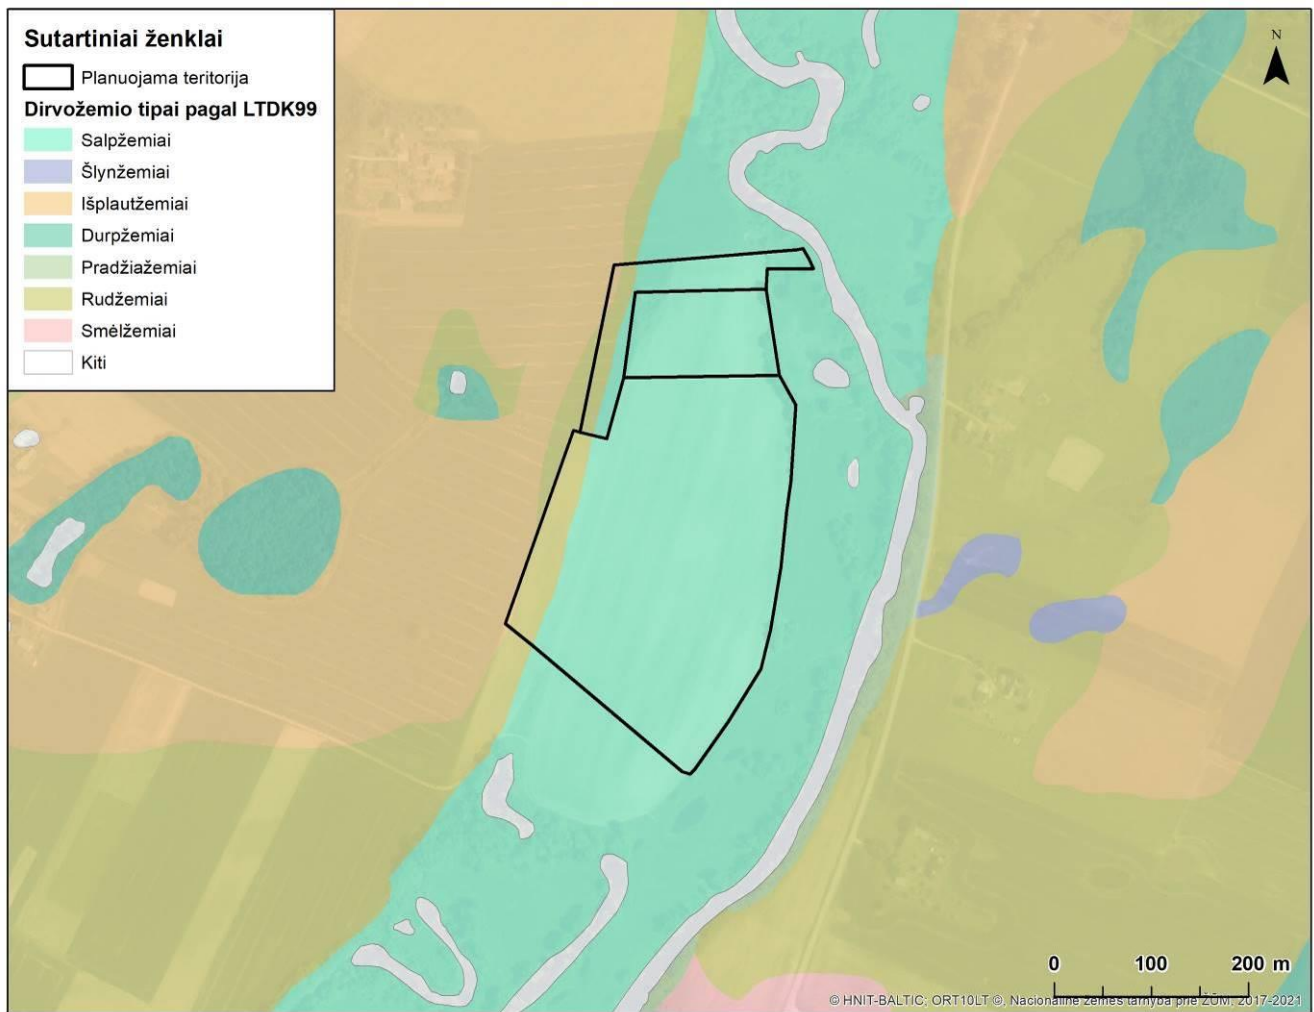 Sutartiniai ženklai
Planuojama teritorija
Dirvožemio tipai pagal LTDK99
Salpžemiai
Šlynžemiai
Išplautžemiai
Durpžemiai
Pradžiažemiai
Rudžemiai
Smėlžemiai
Kiti
N
0 100 200 m
© HNIT-BALTIC; ORT10LT ©, Nacionalinė žemės tarnyba prie ŽŪM, 2017-2021